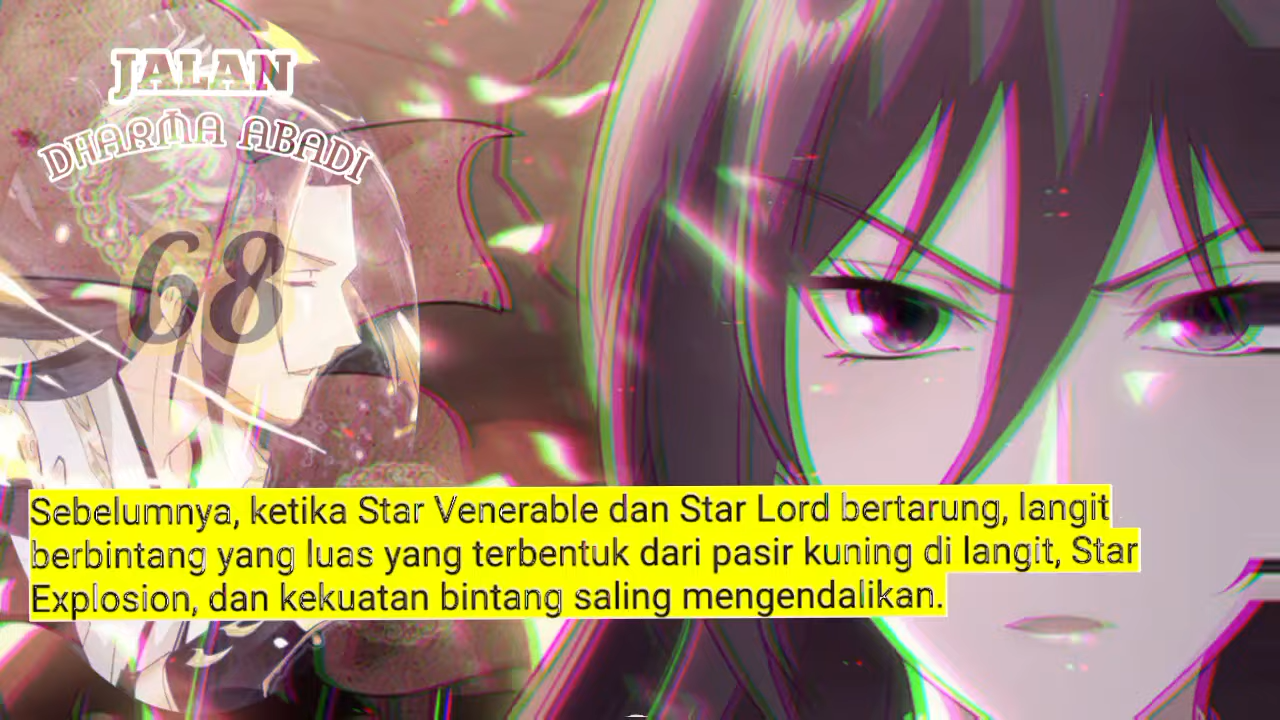 JALAN
DHARMA ABADI
68
Sebelumnya, ketika Star Venerable dan Star Lord bertarung, langit
berbintang yang luas yang terbentuk dari pasir kuning di langit, Star
Explosion, dan kekuatan bintang saling mengendalikan.